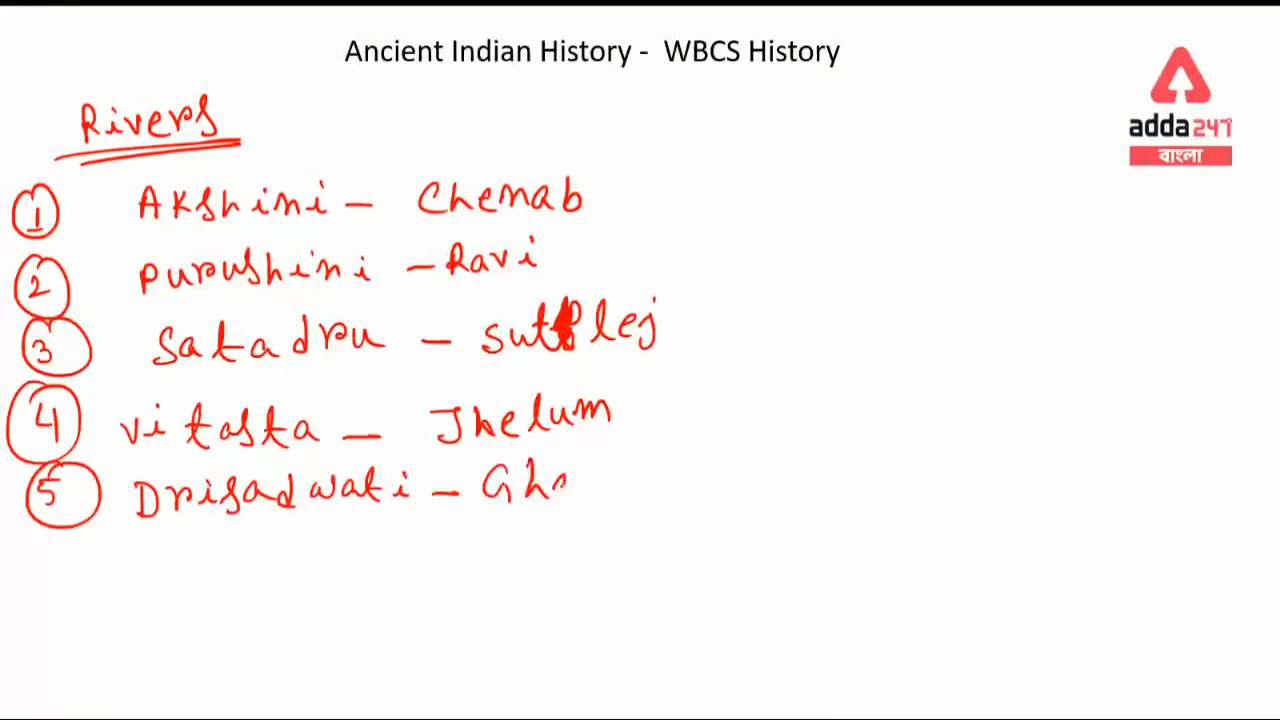 Ancient Indian History - WBCS History
adda247
বাংলা
Rivers
1 Akshini - Chenab
2 Purushini - Ravi
3 Satadru - Sutlej
4 Vitasta - Jhelum
5 Drisadwati - Gh